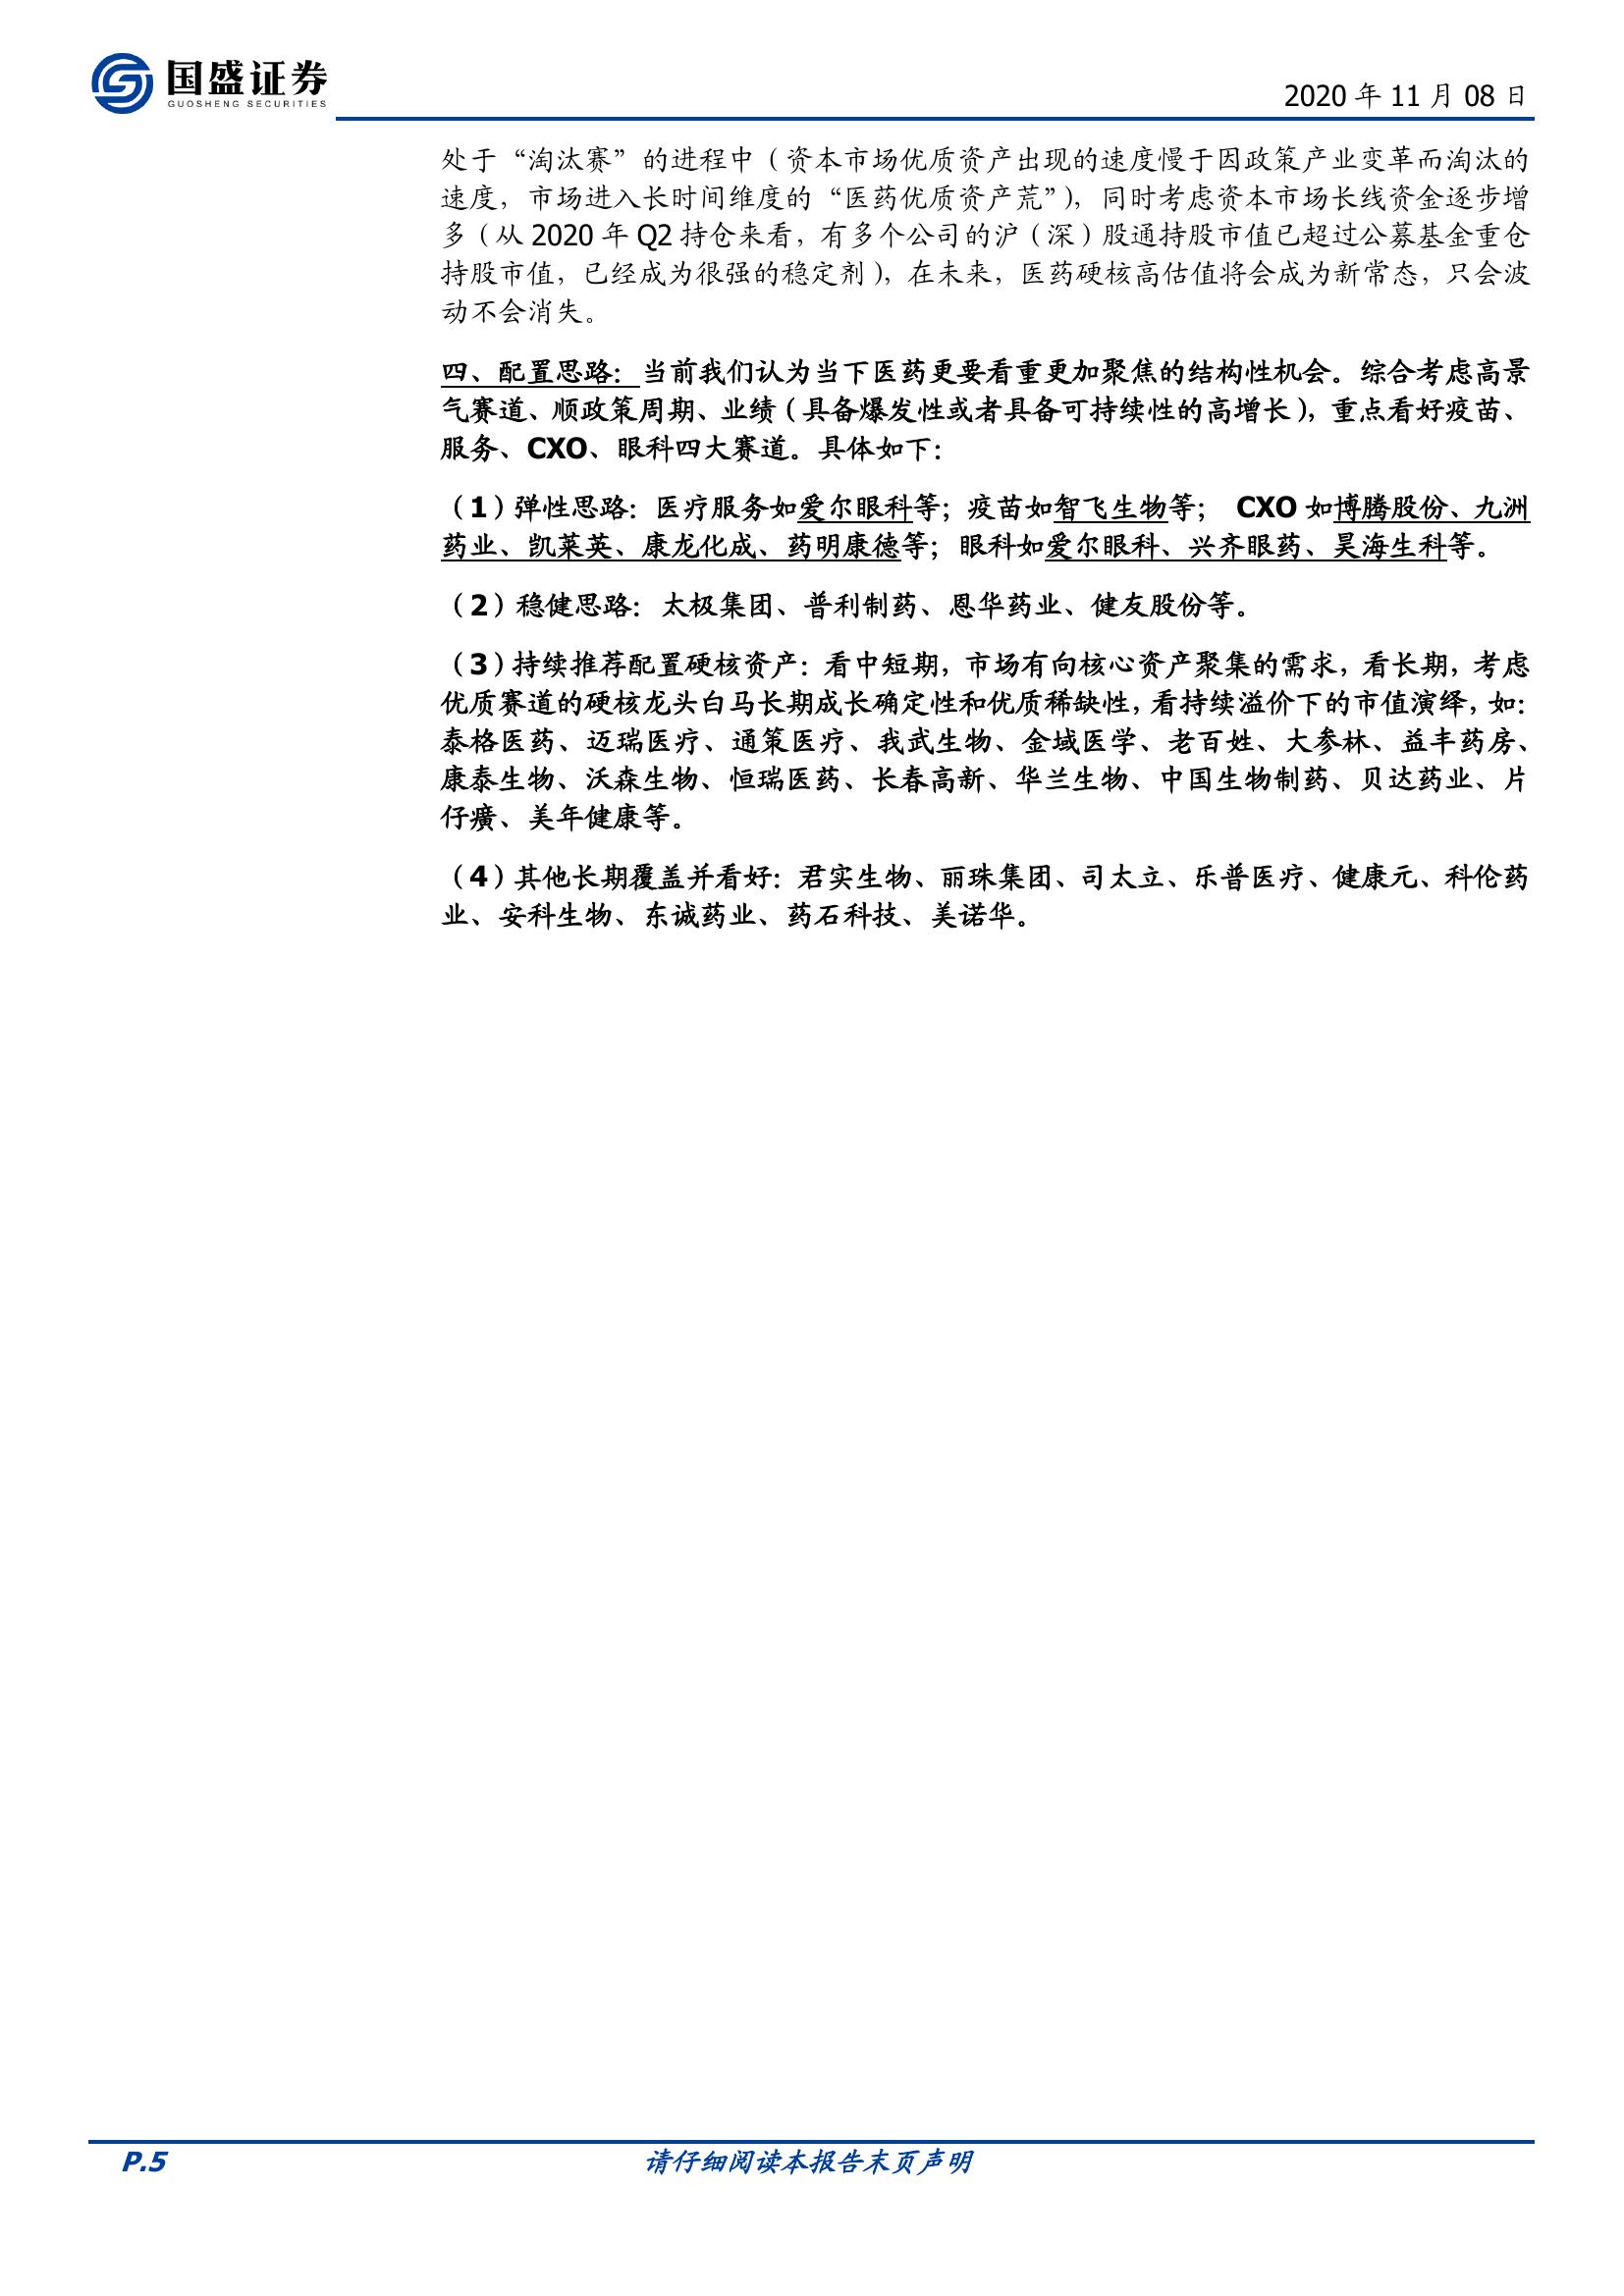 国盛证券
GUOSHENG SECURITIES
2020 年 11 月 08 日
处于“淘汰赛”的进程中（资本市场优质资产出现的速度慢于因政策产业变革而淘汰的
速度，市场进入长时间维度的“医药优质资产荒”），同时考虑资本市场长线资金逐步增
多（从 2020 年 Q2 持仓来看，有多个公司的沪（深）股通持股市值已超过公募基金重仓
持股市值，已经成为很强的稳定剂），在未来，医药硬核高估值将会成为新常态，只会波
动不会消失。
四、配置思路：当前我们认为当下医药更要看重更加聚焦的结构性机会。综合考虑高景
气赛道、顺政策周期、业绩（具备爆发性或者具备可持续性的高增长），重点看好疫苗、
服务、CXO、眼科四大赛道。具体如下：
（1）弹性思路：医疗服务如爱尔眼科等；疫苗如智飞生物等； CXO 如博腾股份、九洲
药业、凯莱英、康龙化成、药明康德等；眼科如爱尔眼科、兴齐眼药、昊海生科等。
（2）稳健思路：太极集团、普利制药、恩华药业、健友股份等。
（3）持续推荐配置硬核资产：看中短期，市场有向核心资产聚集的需求，看长期，考虑
优质赛道的硬核龙头白马长期成长确定性和优质稀缺性，看持续溢价下的市值演绎，如：
泰格医药、迈瑞医疗、通策医疗、我武生物、金域医学、老百姓、大参林、益丰药房、
康泰生物、沃森生物、恒瑞医药、长春高新、华兰生物、中国生物制药、贝达药业、片
仔癀、美年健康等。
（4）其他长期覆盖并看好：君实生物、丽珠集团、司太立、乐普医疗、健康元、科伦药
业、安科生物、东诚药业、药石科技、美诺华。
P.5
请仔细阅读本报告末页声明